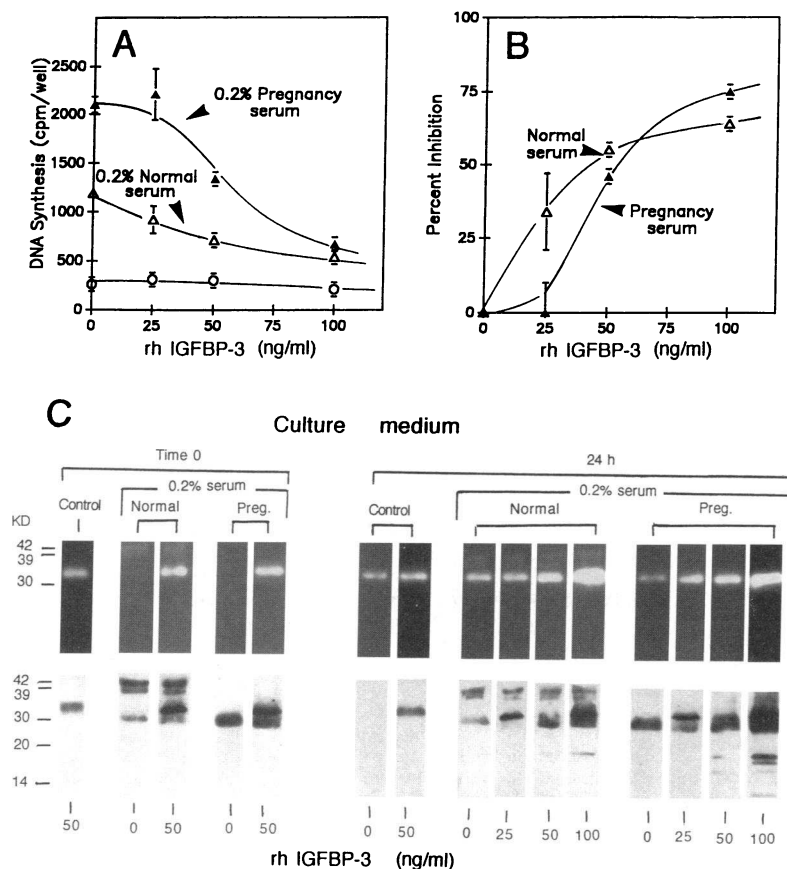 A
DNA Synthesis (cpm/well)
2500
2000
1500
1000
500
0
0.2% Pregnancy
serum
0.2% Normal
serum
0 25 50 75 100
rh IGFBP-3 (ng/ml)
B
Percent Inhibition
100
75
50
25
0
Normal
serum
Pregnancy
serum
0 25 50 75 100
rh IGFBP-3 (ng/ml)
C
Culture medium
Time 0
24 h
0.2% serum
0.2% serum
Control Normal Preg.
Control Normal Preg.
KD
42
39
30
42
39
30
20
14
50 0 50 0 50 0 50 0 25 50 100 0 25 50 100
rh IGFBP-3 (ng/ml)